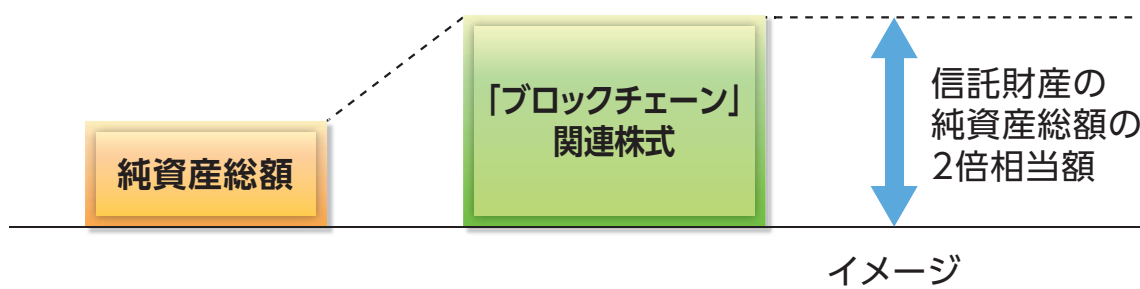 純資産総額
「ブロックチェーン」
関連株式
信託財産の
純資産総額の
2倍相当額
イメージ